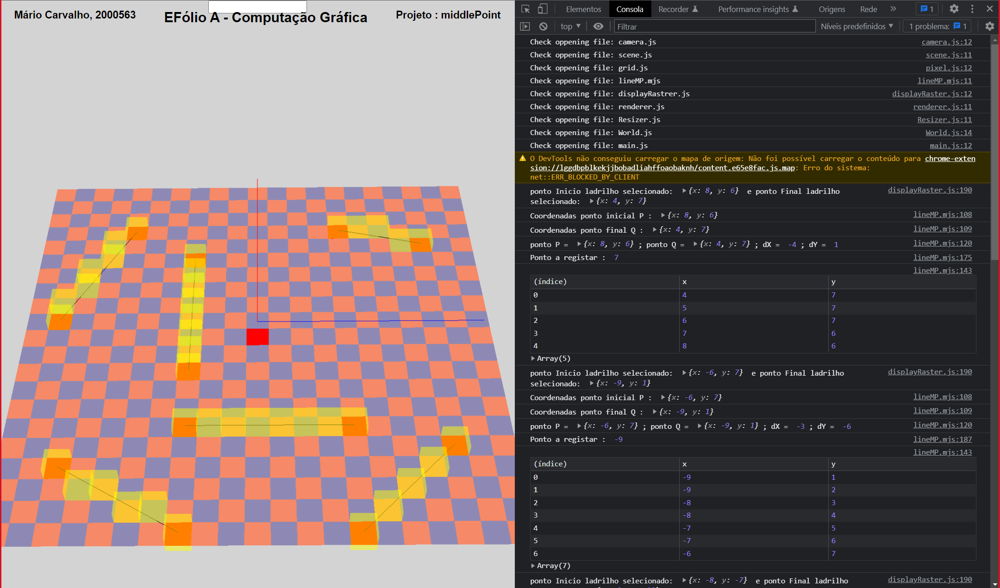 Mário Carvalho, 2000563
EFólio A - Computação Gráfica
Projeto : middlePoint
Elementos Consola Recorder Performance insights Origens Rede » 1
top Filtrar Níveis predefinidos 1 problema: 1
Check oppening file: camera.js camera.js:12
Check oppening file: scene.js scene.js:11
Check oppening file: grid.js pixel.js:12
Check oppening file: lineMP.mjs lineMP.mjs:11
Check oppening file: displayRastrer.js displayRaster.js:12
Check oppening file: renderer.js renderer.js:11
Check oppening file: Resizer.js Resizer.js:11
Check oppening file: World.js World.js:14
Check oppening file: main.js main.js:12
O DevTools não conseguiu carregar o mapa de origem: Não foi possível carregar o conteúdo para chrome-exten
sion://lggdbpblkekjjbobadliahffoaobaknh/content.e65e8fac.js.map: Erro do sistema:
net::ERR_BLOCKED_BY_CLIENT
ponto Inicio ladrilho selecionado: {x: 8, y: 6} e ponto Final ladrilho displayRaster.js:190
selecionado: {x: 4, y: 7}
Coordenadas ponto inicial P : {x: 8, y: 6} lineMP.mjs:108
Coordenadas ponto final Q : {x: 4, y: 7} lineMP.mjs:109
ponto P = {x: 8, y: 6} ; ponto Q = {x: 4, y: 7} ; dX = -4 ; dY = 1 lineMP.mjs:120
Ponto a registar : 7 lineMP.mjs:175
lineMP.mjs:143
(índice) x y
0 4 7
1 5 7
2 6 7
3 7 6
4 8 6
Array(5)
ponto Inicio ladrilho selecionado: {x: -6, y: 7} e ponto Final ladrilho displayRaster.js:190
selecionado: {x: -9, y: 1}
Coordenadas ponto inicial P : {x: -6, y: 7} lineMP.mjs:108
Coordenadas ponto final Q : {x: -9, y: 1} lineMP.mjs:109
ponto P = {x: -6, y: 7} ; ponto Q = {x: -9, y: 1} ; dX = -3 ; dY = -6 lineMP.mjs:120
Ponto a registar : -9 lineMP.mjs:187
lineMP.mjs:143
(índice) x y
0 -9 1
1 -9 2
2 -8 3
3 -8 4
4 -7 5
5 -7 6
6 -6 7
Array(7)
ponto Inicio ladrilho selecionado: {x: -8, y: -7} e ponto Final ladrilho displayRaster.js:190